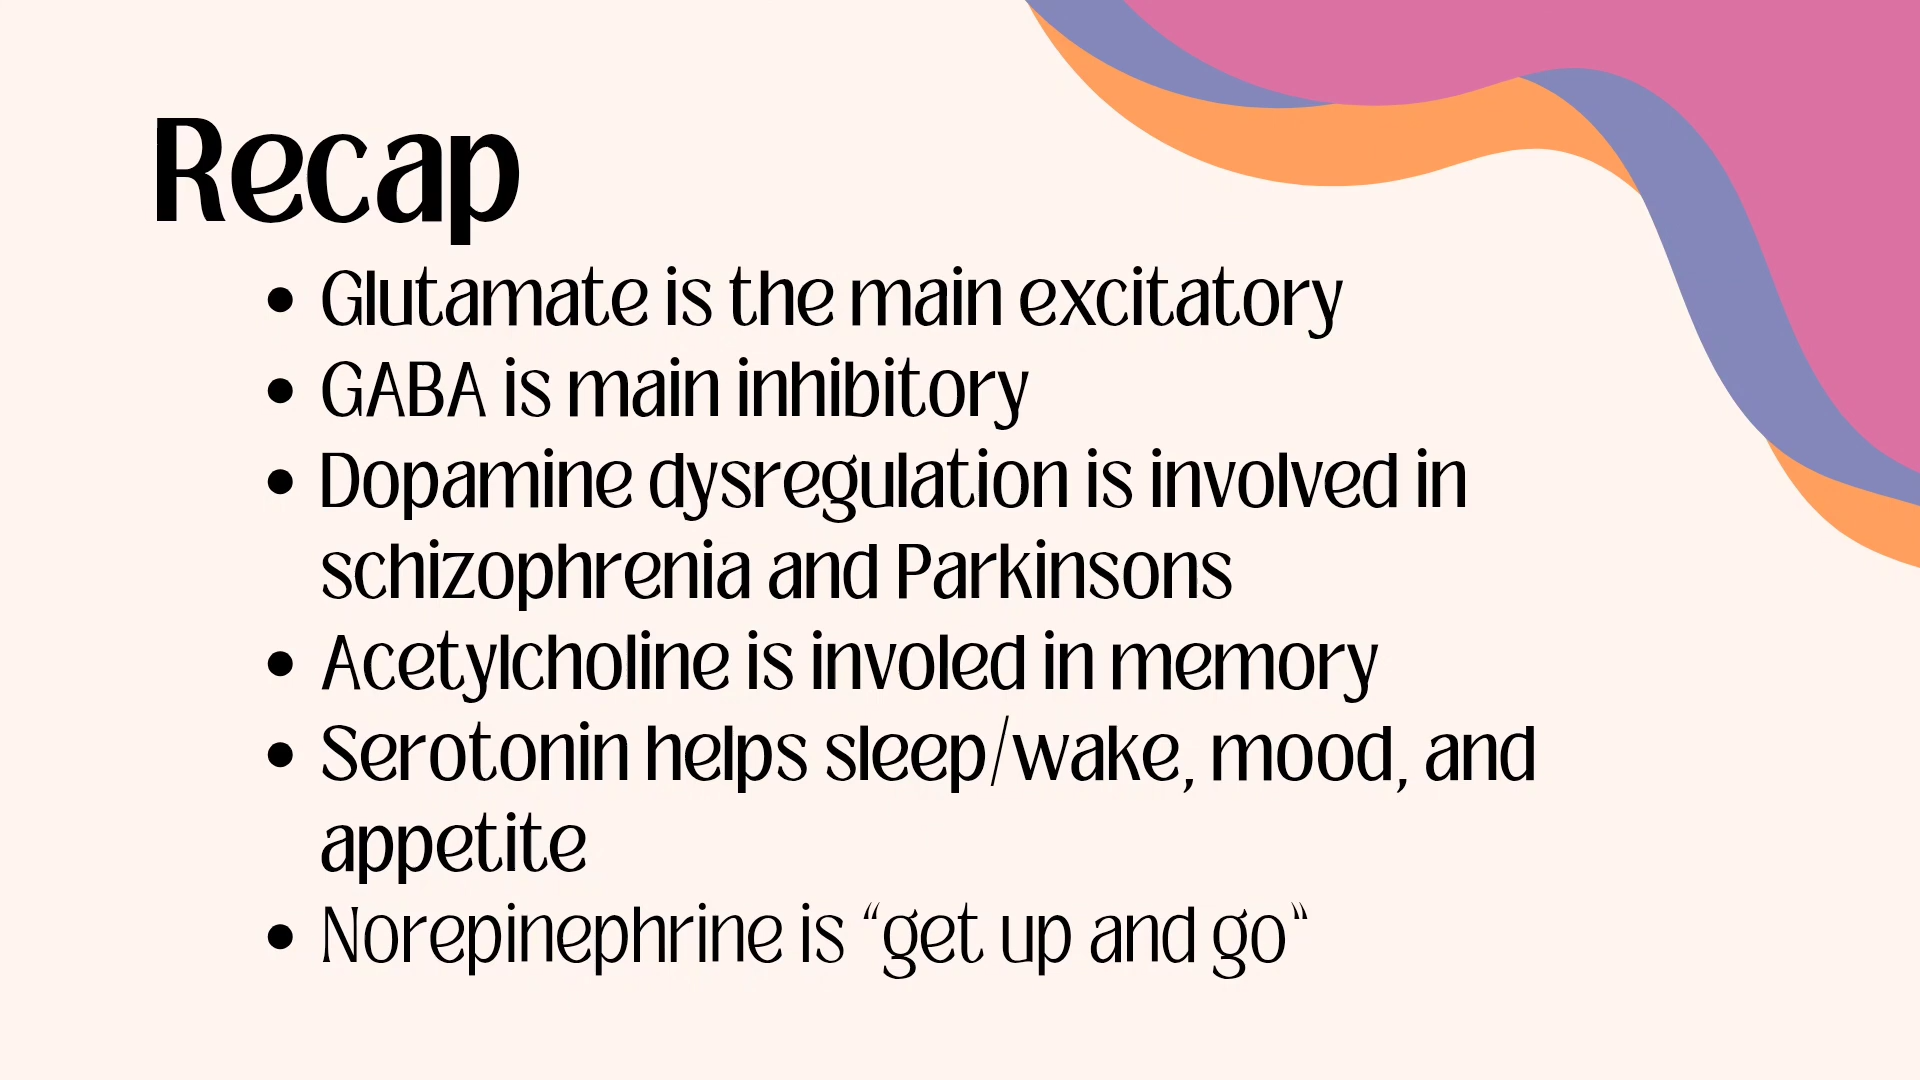 Recap
• Glutamate is the main excitatory
• GABA is main inhibitory
• Dopamine dysregulation is involved in
schizophrenia and Parkinsons
• Acetylcholine is involed in memory
• Serotonin helps sleep/wake, mood, and
appetite
• Norepinephrine is “get up and go”